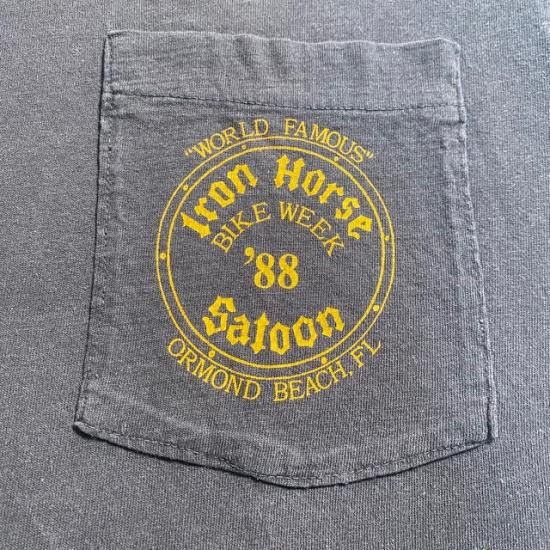 "WORLD FAMOUS"
Iron Horse
BIKE WEEK
'88
Saloon
ORMOND BEACH, FL